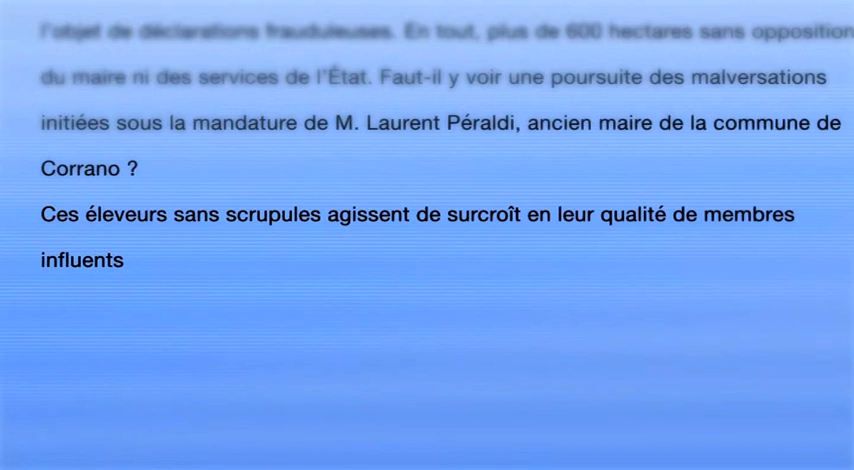 l'objet de déclarations frauduleuses. En tout, plus de 600 hectares sans opposition
du maire ni des services de l'État. Faut-il y voir une poursuite des malversations
initiées sous la mandature de M. Laurent Péraldi, ancien maire de la commune de
Corrano ?
Ces éleveurs sans scrupules agissent de surcroît en leur qualité de membres
influents